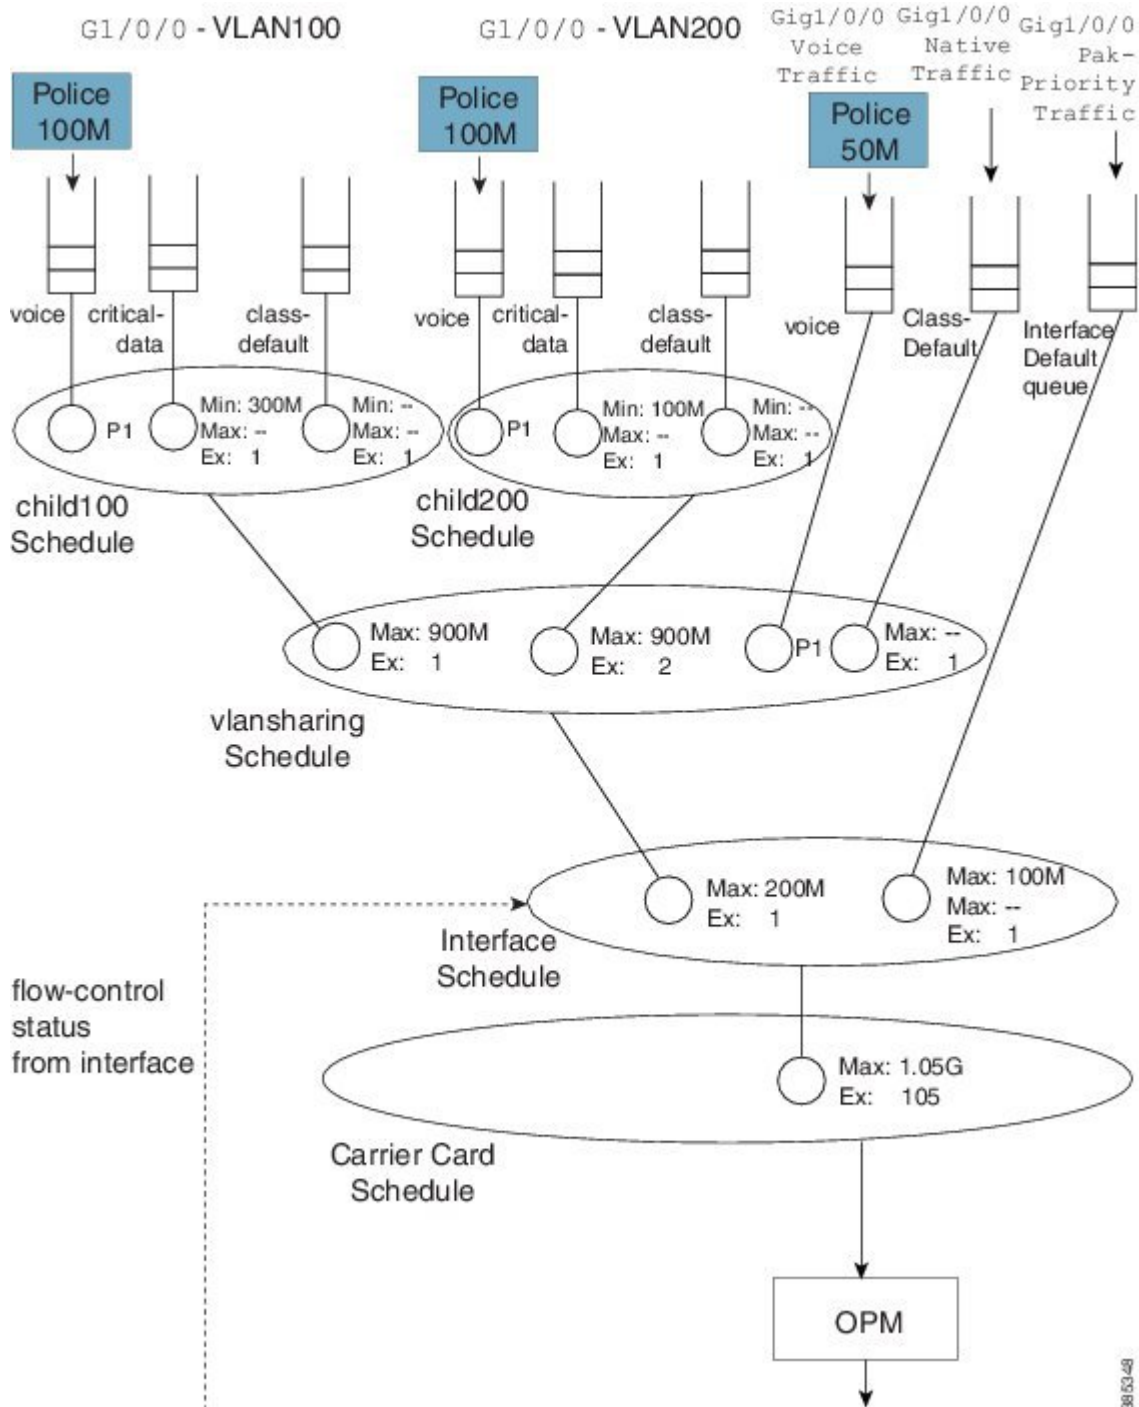 G1/0/0 - VLAN100
G1/0/0 - VLAN200
Gig1/0/0
Voice
Traffic
Gig1/0/0
Native
Traffic
Gig1/0/0
Pak-
Priority
Traffic
Police
100M
Police
100M
Police
50M
voice
critical-
data
class-
default
voice
critical-
data
class-
default
voice
Class-
Default
Interface
Default
queue
P1
Min: 300M
Max: --
Ex: 1
Min: --
Max: --
Ex: 1
P1
Min: 100M
Max: --
Ex: 1
Min: --
Max: --
Ex: 1
child100
Schedule
child200
Schedule
Max: 900M
Ex: 1
Max: 900M
Ex: 2
P1
Max: --
Ex: 1
vlansharing
Schedule
Max: 200M
Ex: 1
Max: 100M
Max: --
Ex: 1
Interface
Schedule
flow-control
status
from interface
Max: 1.05G
Ex: 105
Carrier Card
Schedule
OPM
385348